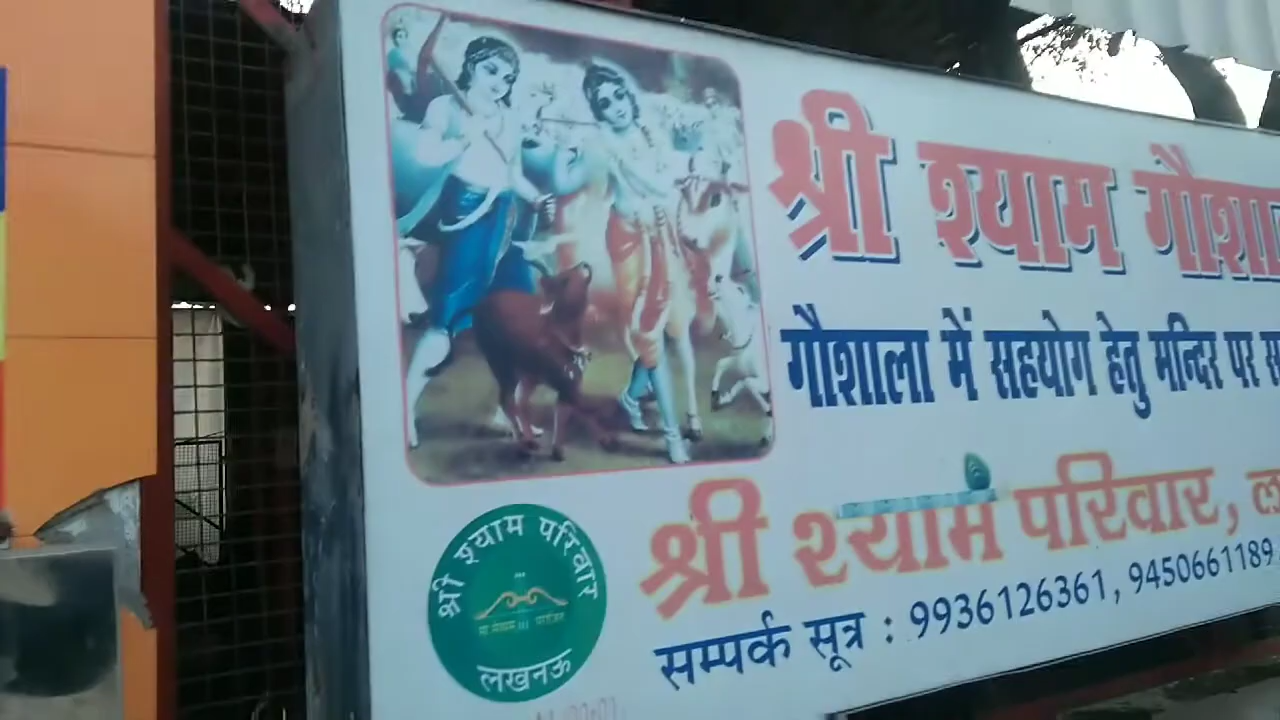 श्री श्याम गौशा
गौशाला में सहयोग हेतु मन्दिर पर
श्री श्याम परिवार,
सम्पर्क सूत्र : 9936126361, 9450661189
श्री श्याम परिवार
लखनऊ